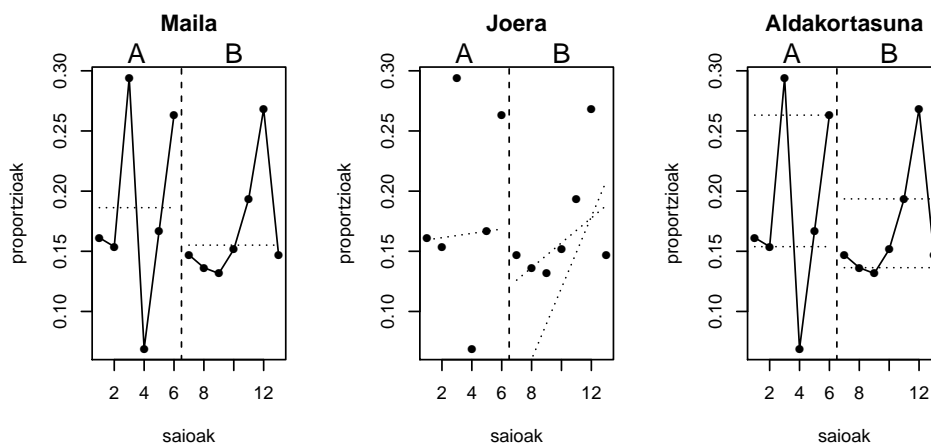 Maila
A B
proportzioak
0.10 0.15 0.20 0.25 0.30
2 4 6 8 12
saioak
Joera
A B
proportzioak
0.10 0.15 0.20 0.25 0.30
2 4 6 8 12
saioak
Aldakortasuna
A B
proportzioak
0.10 0.15 0.20 0.25 0.30
2 4 6 8 12
saioak